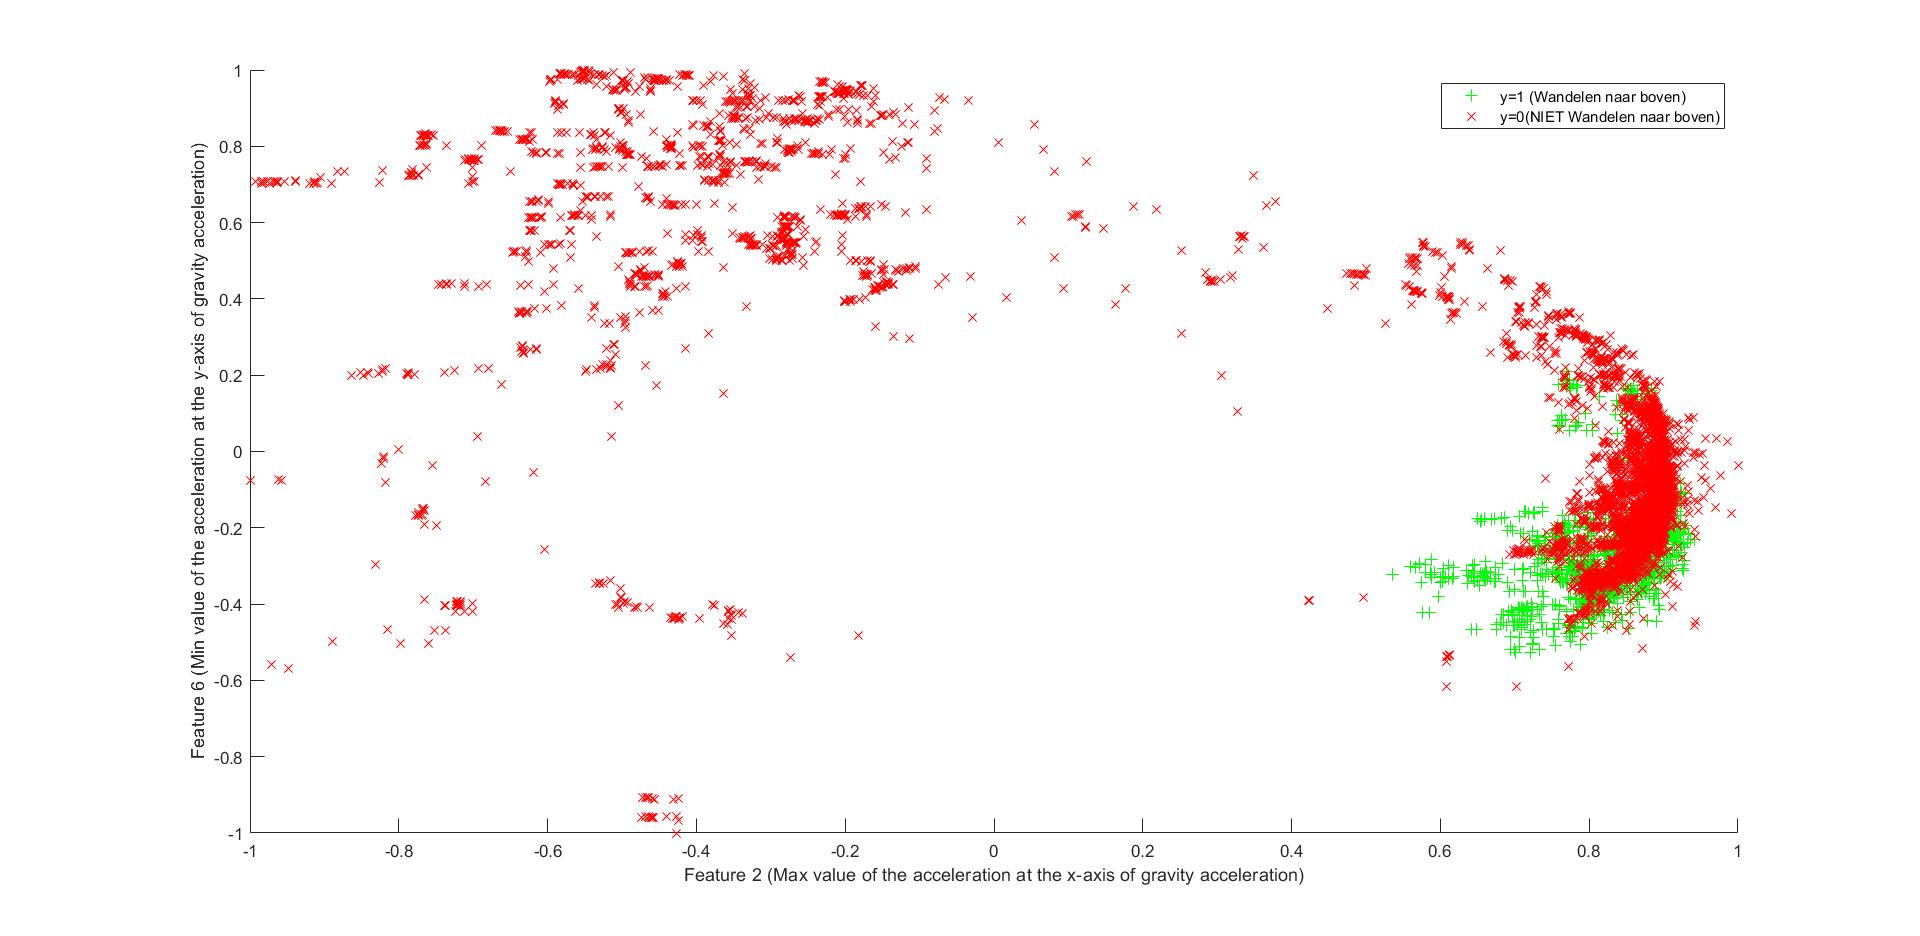 y=1 (Wandelen naar boven)
y=0(NIET Wandelen naar boven)
Feature 6 (Min value of the acceleration at the y-axis of gravity acceleration)
1
0.8
0.6
0.4
0.2
0
-0.2
-0.4
-0.6
-0.8
-1
-1 -0.8 -0.6 -0.4 -0.2 0 0.2 0.4 0.6 0.8 1
Feature 2 (Max value of the acceleration at the x-axis of gravity acceleration)